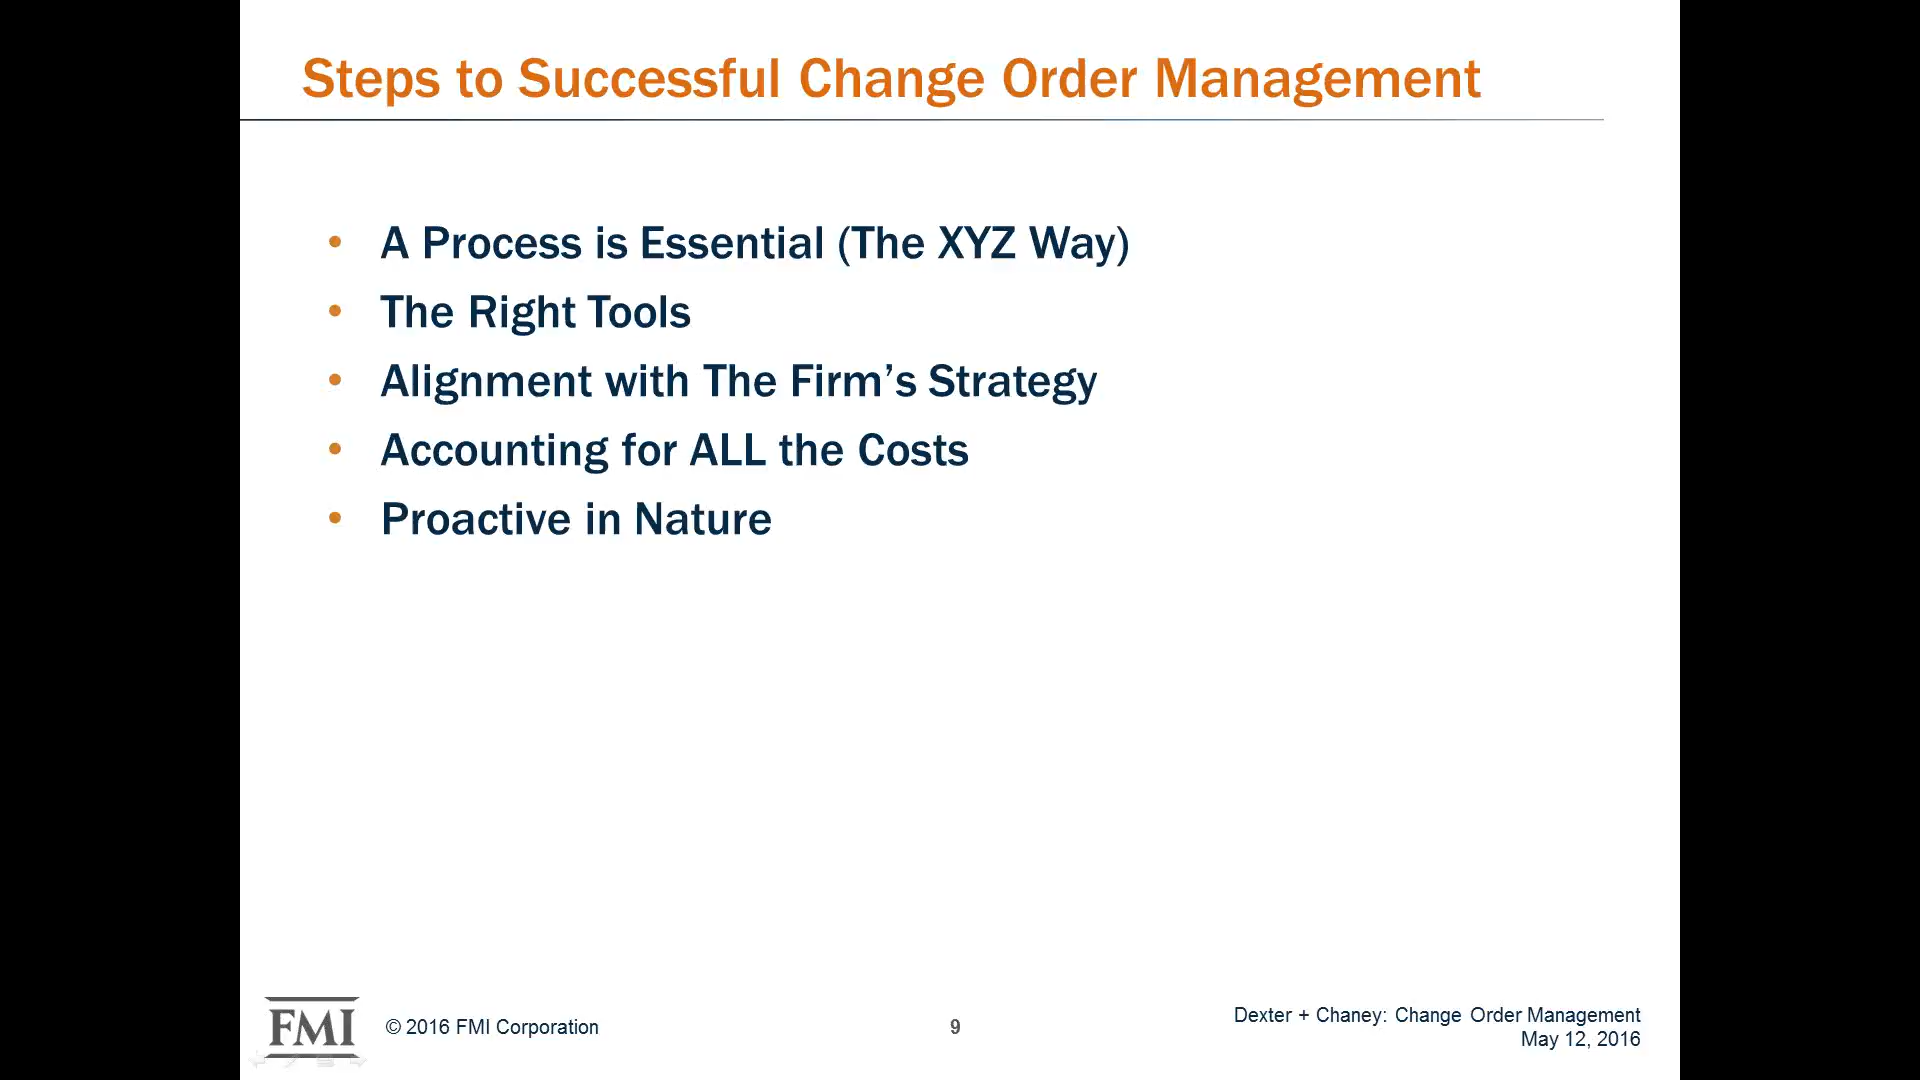 Steps to Successful Change Order Management
• A Process is Essential (The XYZ Way)
• The Right Tools
• Alignment with The Firm’s Strategy
• Accounting for ALL the Costs
• Proactive in Nature
FMI
© 2016 FMI Corporation
9
Dexter + Chaney: Change Order Management
May 12, 2016